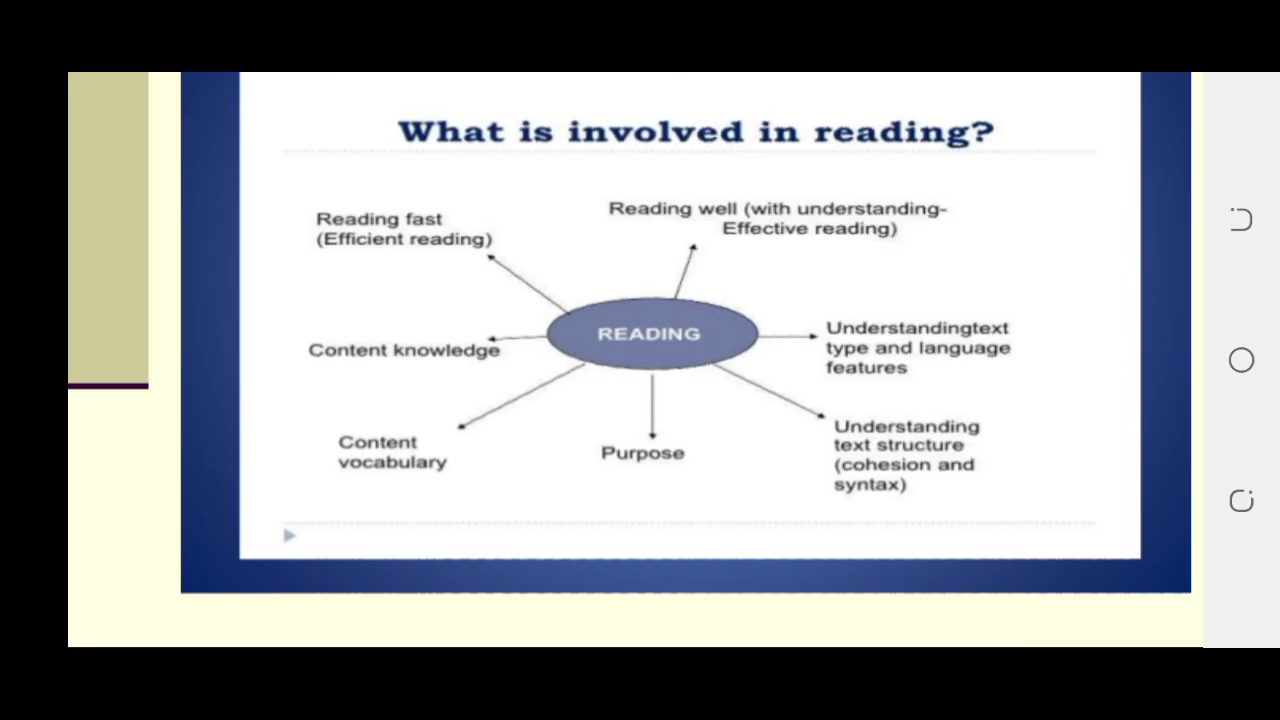 What is involved in reading?
Reading fast
(Efficient reading)
Reading well (with understanding-
Effective reading)
READING
Content knowledge
Understandingtext
type and language
features
Content
vocabulary
Purpose
Understanding
text structure
(cohesion and
syntax)